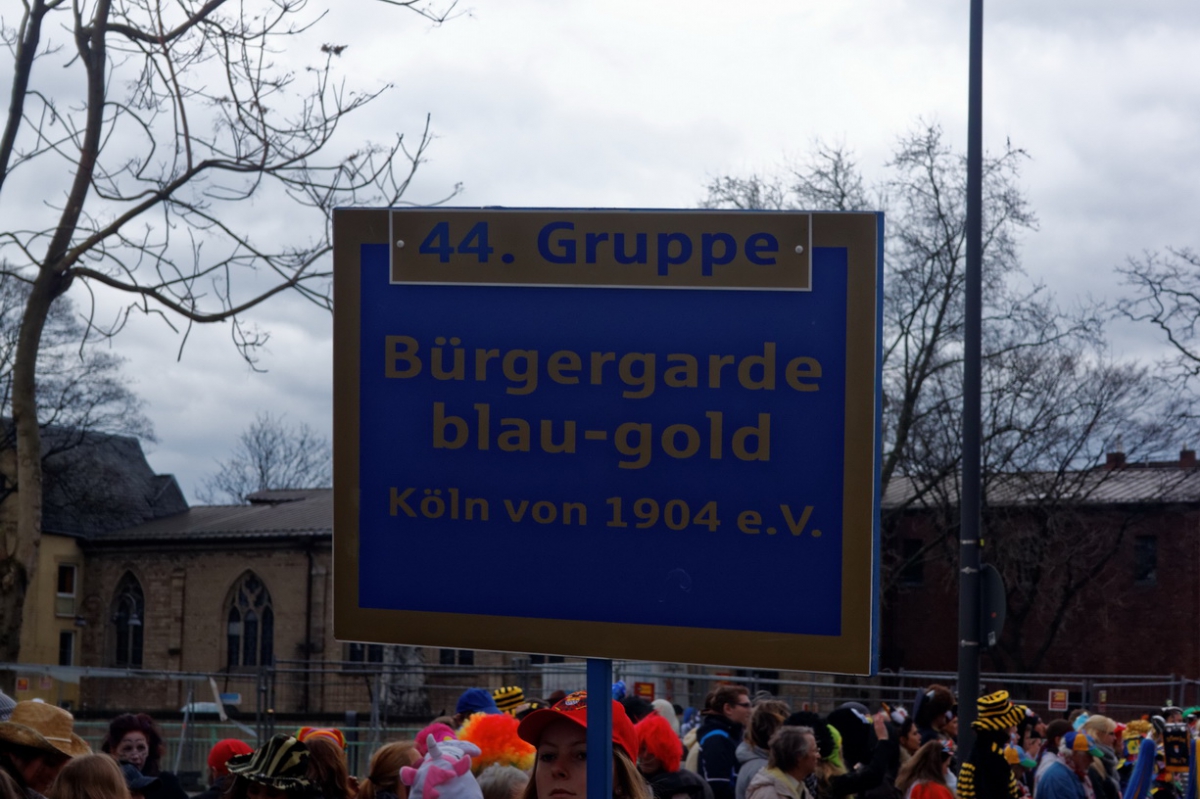 44. Gruppe
Bürgergarde
blau-gold
Köln von 1904 e.V.